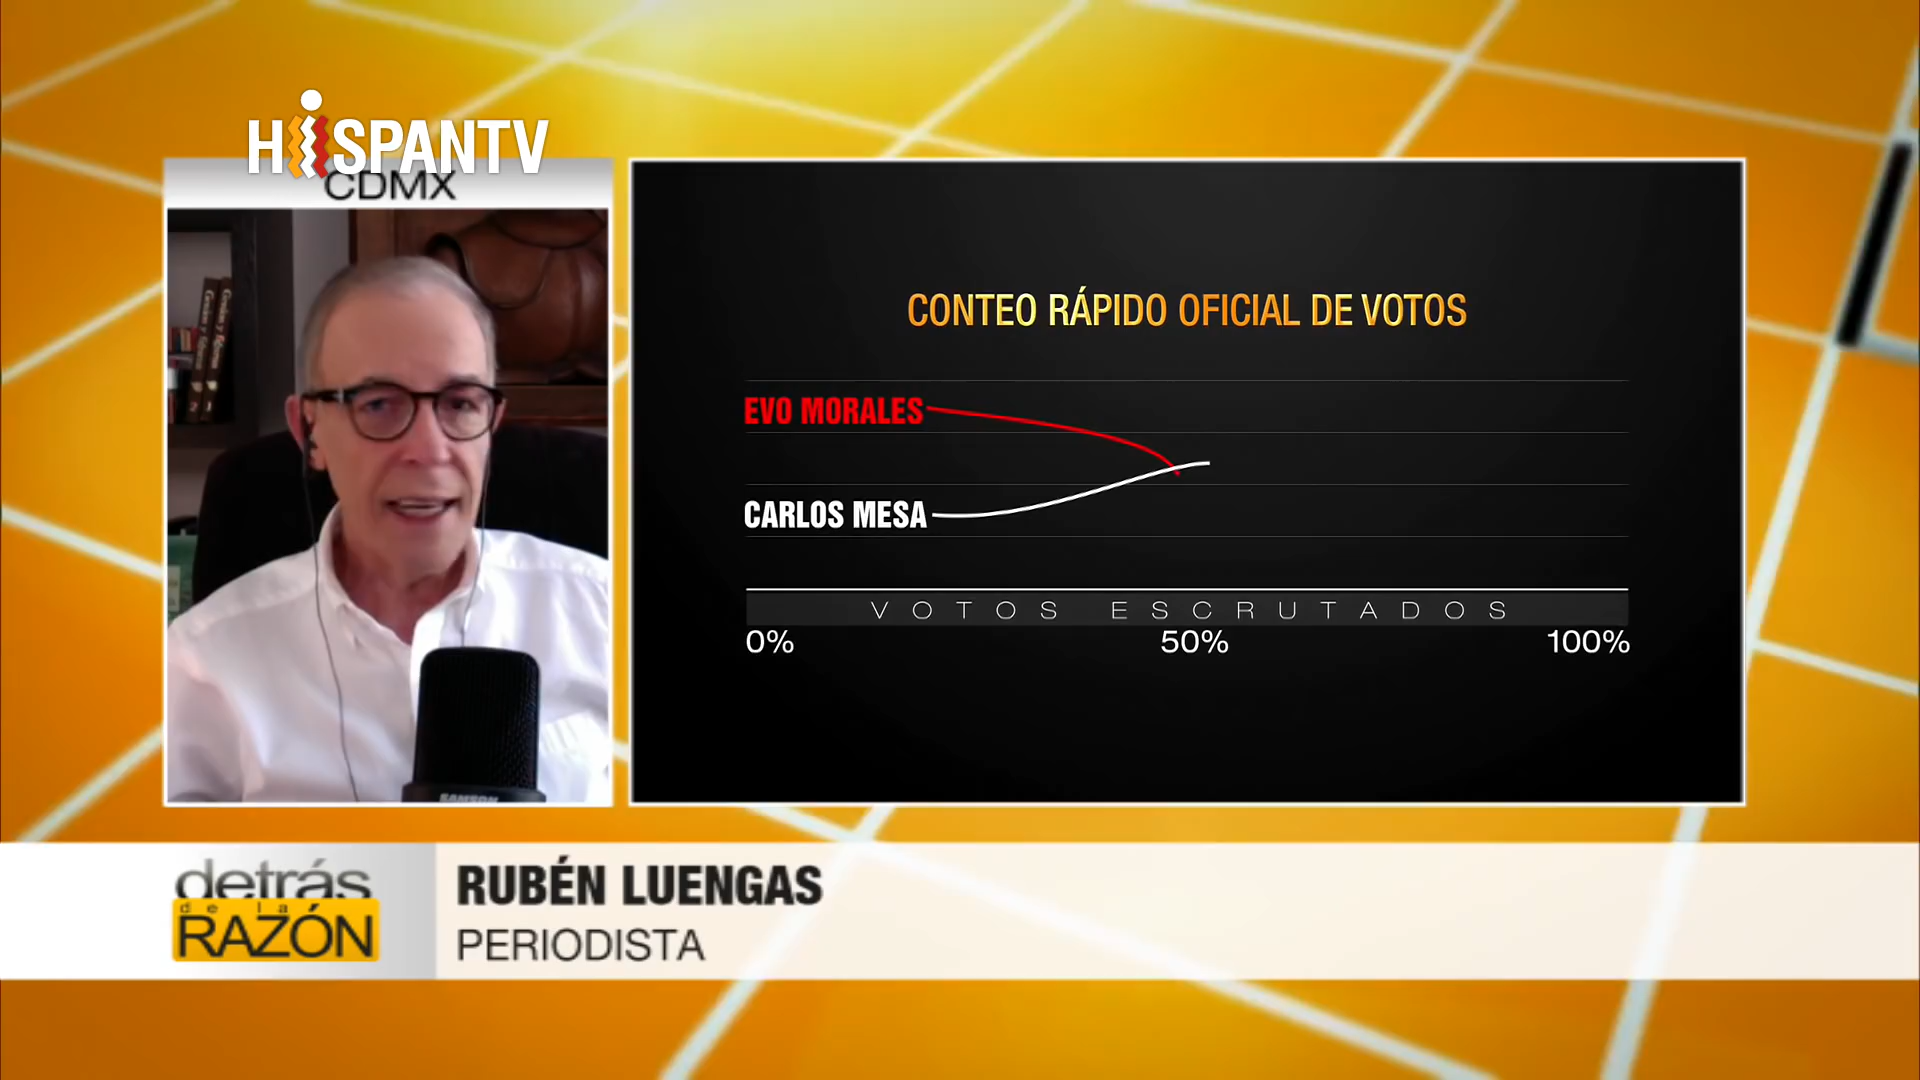 HISPANTV
CDMX
CONTEO RÁPIDO OFICIAL DE VOTOS
EVO MORALES
CARLOS MESA
VOTOS ESCRUTADOS
0% 50% 100%
SAMSON
detrás
de la
RAZÓN
RUBÉN LUENGAS
PERIODISTA